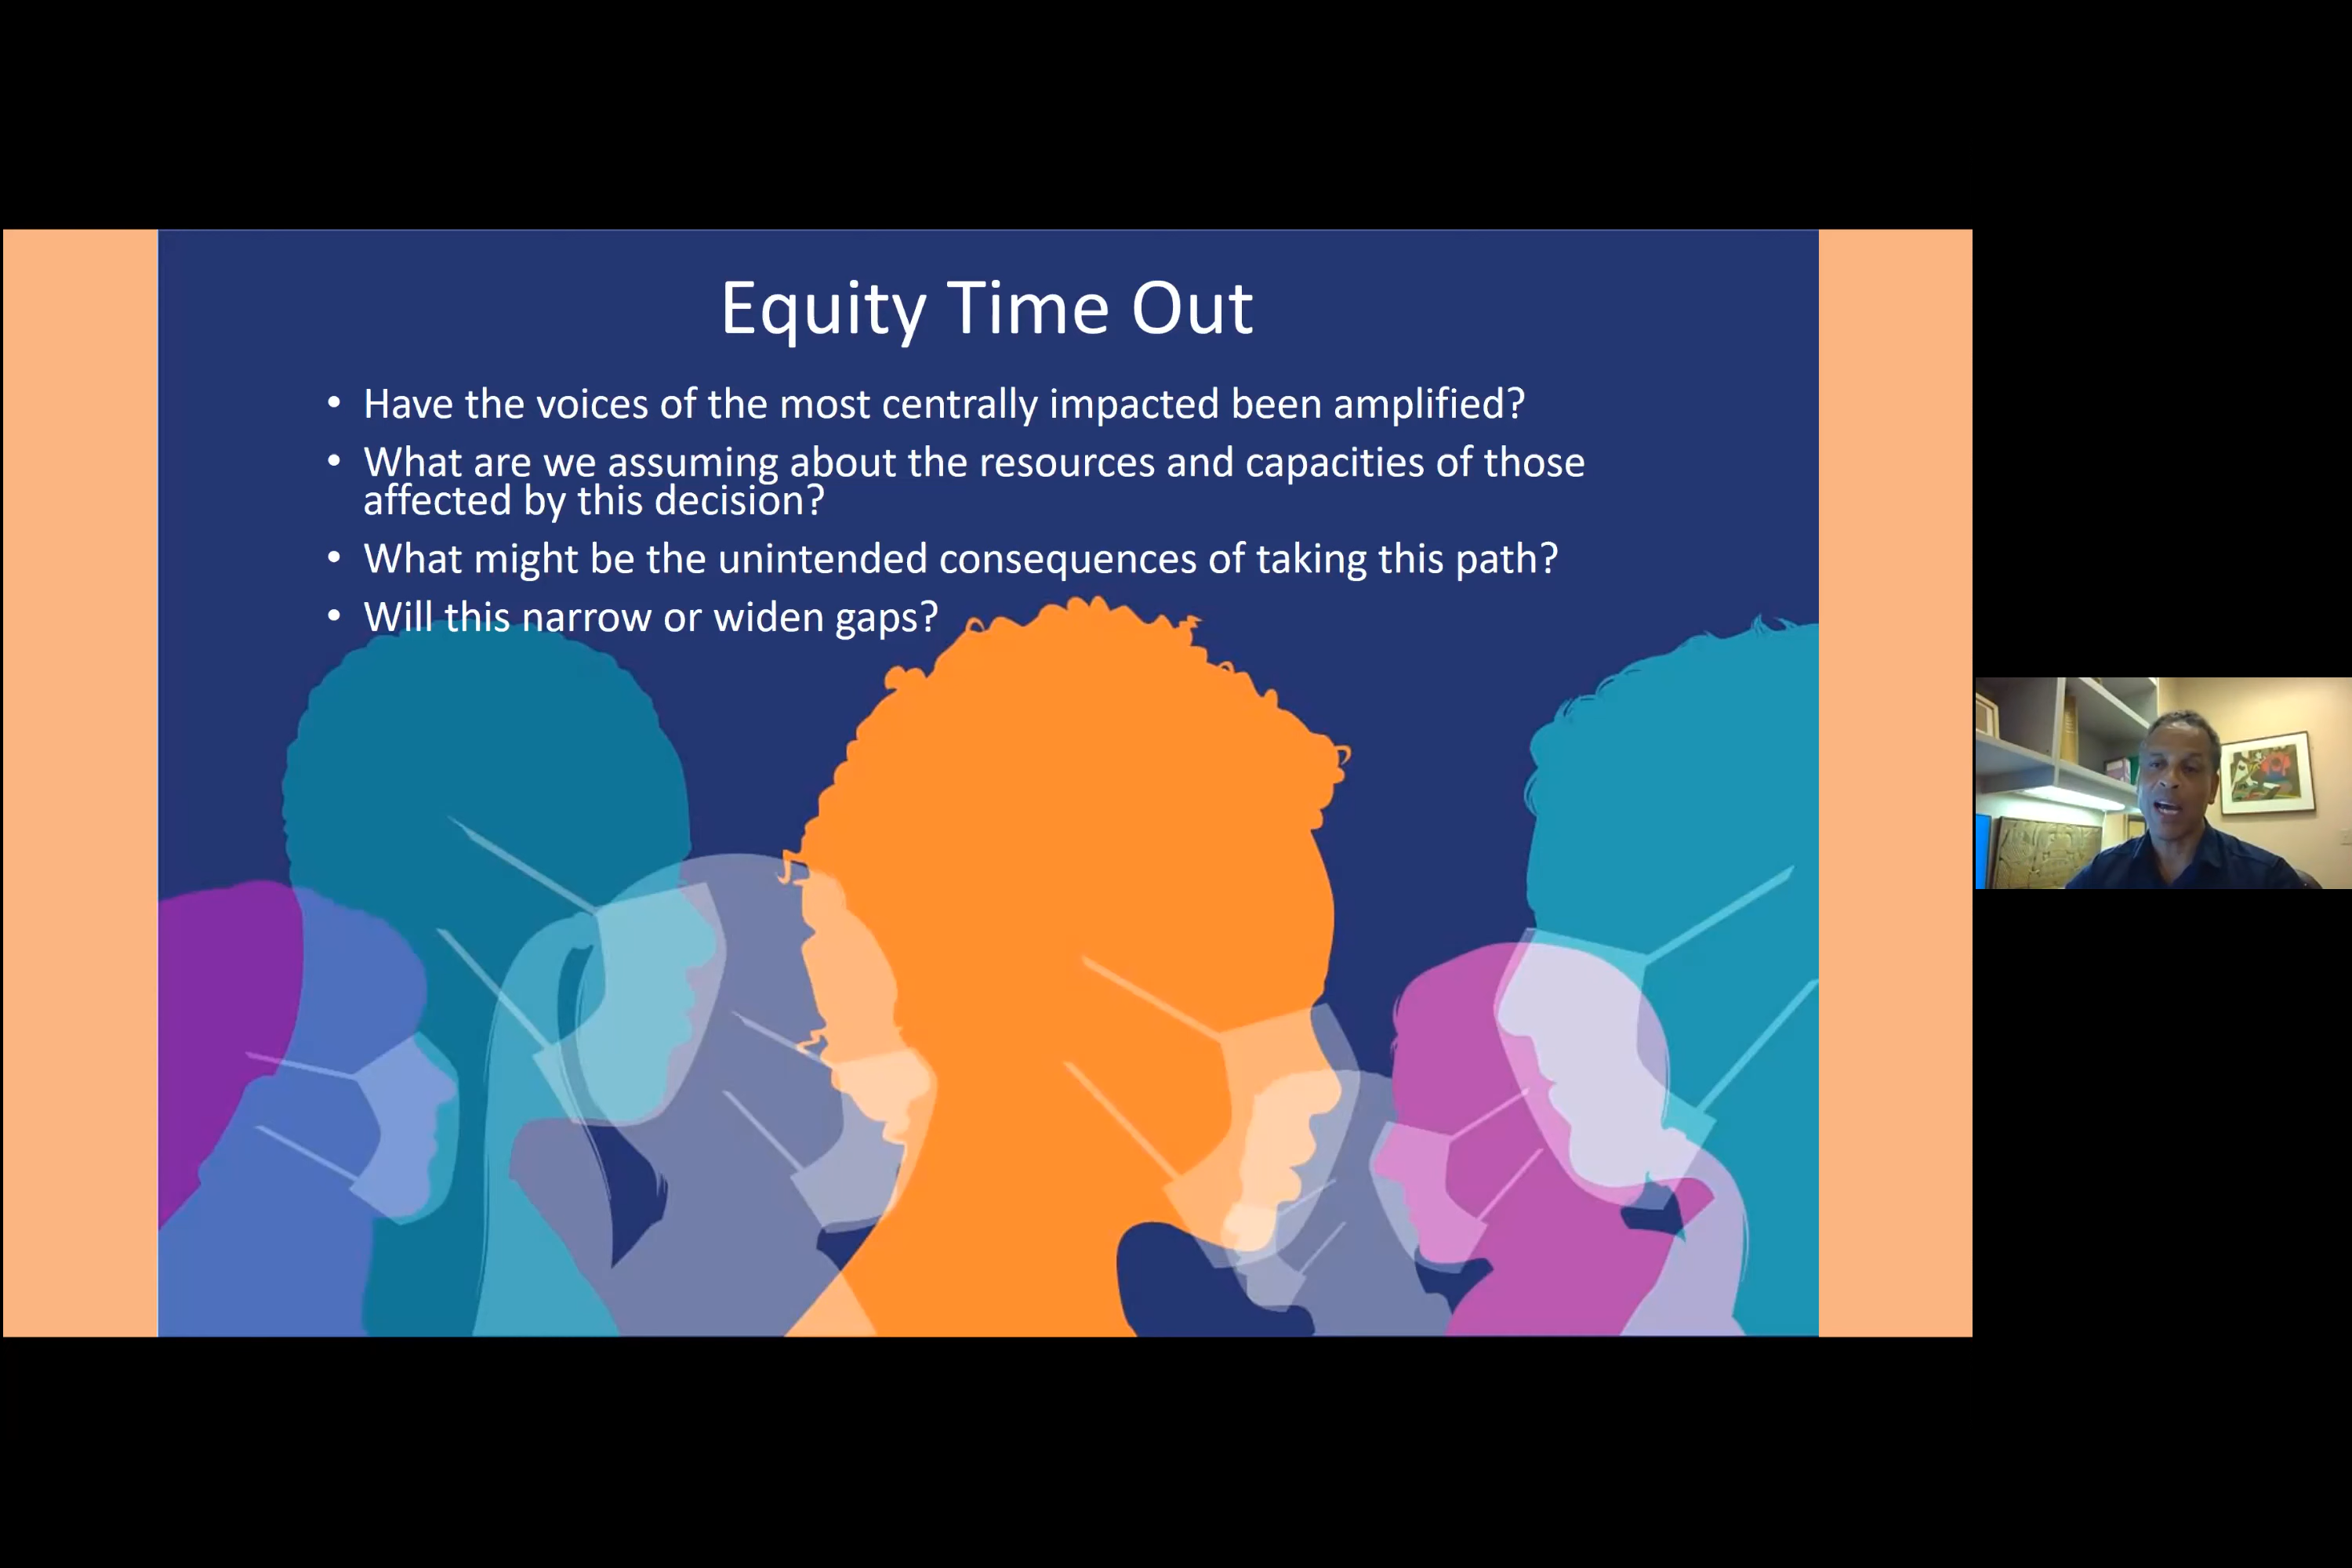 Equity Time Out
• Have the voices of the most centrally impacted been amplified?
• What are we assuming about the resources and capacities of those
affected by this decision?
• What might be the unintended consequences of taking this path?
• Will this narrow or widen gaps?